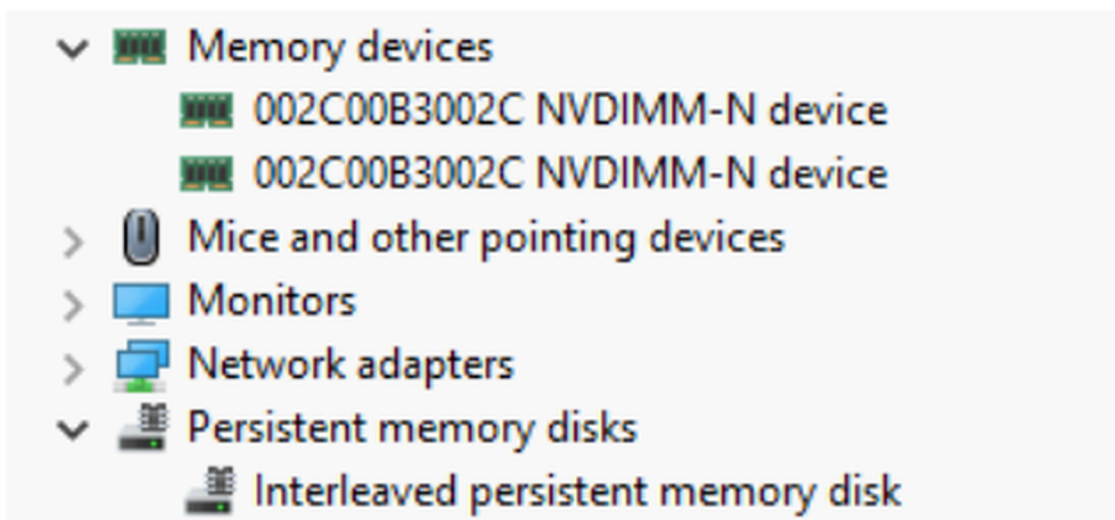 Memory devices
002C00B3002C NVDIMM-N device
002C00B3002C NVDIMM-N device
Mice and other pointing devices
Monitors
Network adapters
Persistent memory disks
Interleaved persistent memory disk